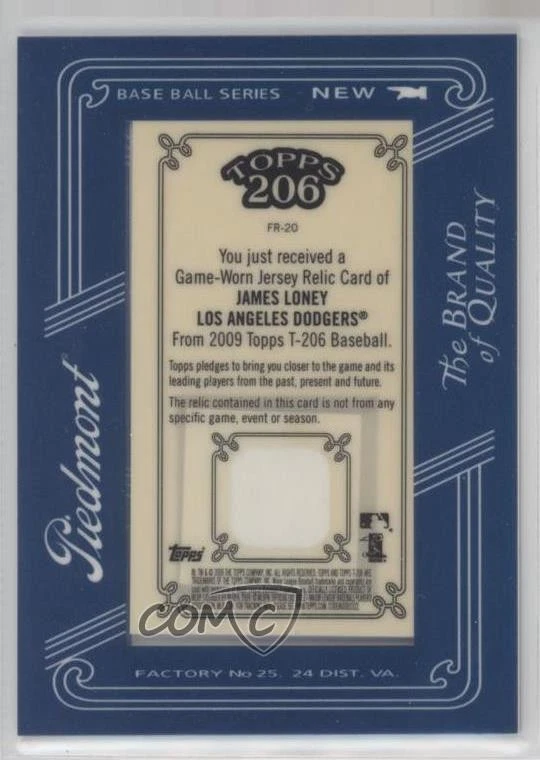 BASE BALL SERIES NEW
TOPPS
206
FR-20
You just received a
Game-Worn Jersey Relic Card of
JAMES LONEY
LOS ANGELES DODGERS®
From 2009 Topps T-206 Baseball.
Topps pledges to bring you closer to the game and its
leading players from the past, present and future.
The relic contained in this card is not from any
specific game, event or season.
Topps
Piedmont
The BRAND
of QUALITY
COMC
FACTORY No 25. 24 DIST. VA.